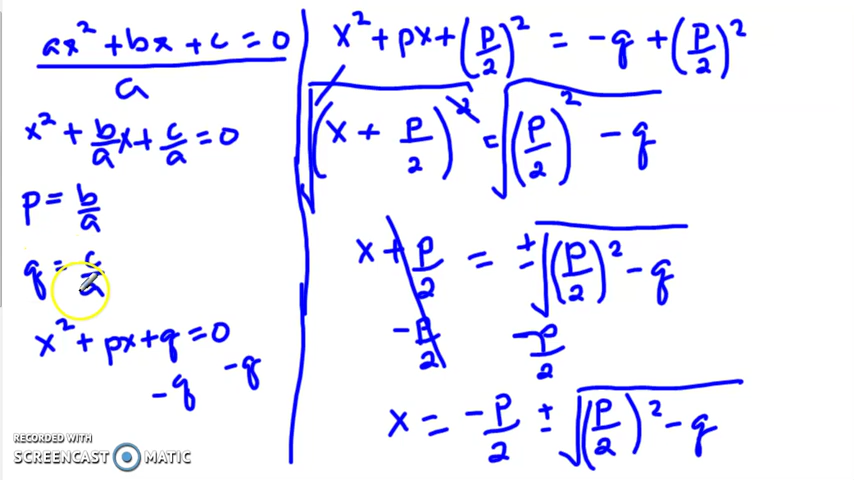 ax² + bx + c = 0
a
x² + b/a x + c/a = 0
p = b/a
q = c/a
x² + px + q = 0
-q -q
x² + px + (p/2)² = -q + (p/2)²
√(x + p/2)² = √(p/2)² - q
x + p/2 = ±√(p/2)² - q
-p/2 -p/2
x = -p/2 ± √(p/2)² - q
RECORDED WITH
SCREENCAST MATIC